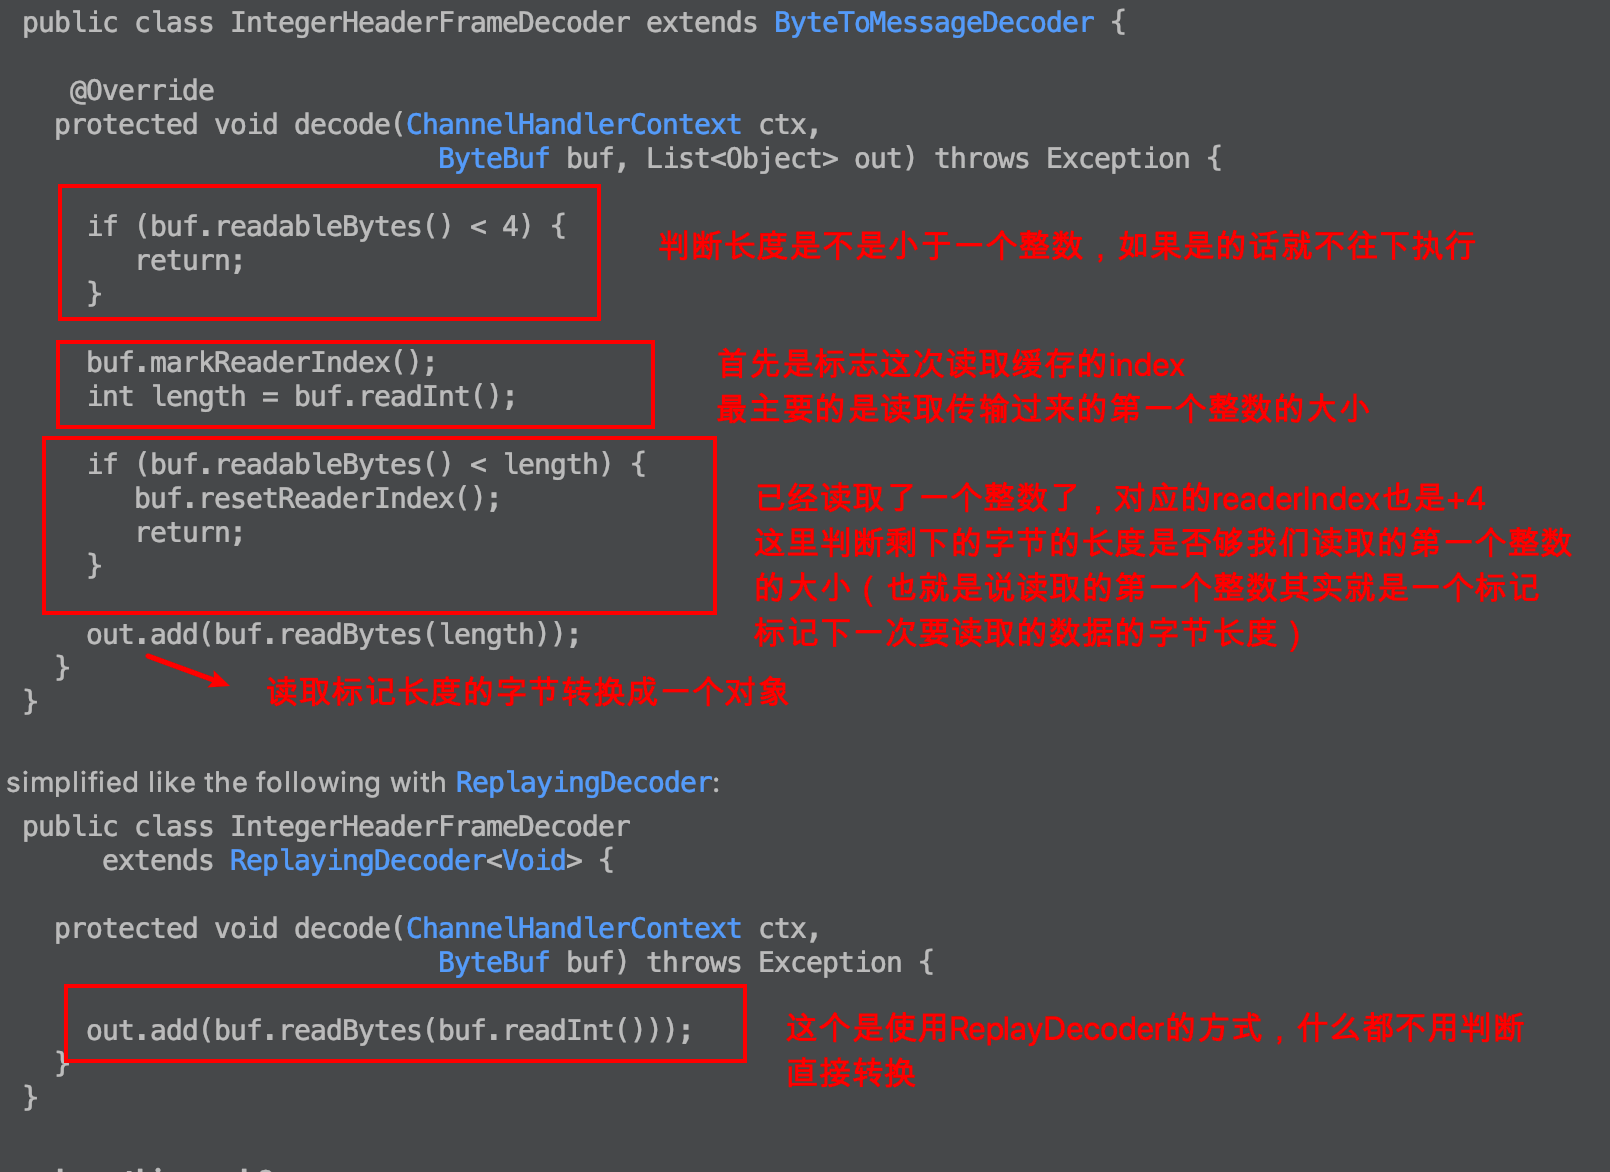 public class IntegerHeaderFrameDecoder extends ByteToMessageDecoder {
@Override
protected void decode(ChannelHandlerContext ctx,
ByteBuf buf, List<Object> out) throws Exception {
if (buf.readableBytes() < 4) {
return;
}
判断长度是不是小于一个整数，如果是的话就不往下执行
buf.markReaderIndex();
int length = buf.readInt();
首先是标志这次读取缓存的index
最主要的是读取传输过来的第一个整数的大小
if (buf.readableBytes() < length) {
buf.resetReaderIndex();
return;
}
已经读取了一个整数了，对应的readerIndex也是+4
这里判断剩下的字节的长度是否够我们读取的第一个整数
的大小（也就是说读取的第一个整数其实就是一个标记
标记下一次要读取的数据的字节长度）
out.add(buf.readBytes(length));
}
}
读取标记长度的字节转换成一个对象
simplified like the following with ReplayingDecoder:
public class IntegerHeaderFrameDecoder
extends ReplayingDecoder<Void> {
protected void decode(ChannelHandlerContext ctx,
ByteBuf buf) throws Exception {
out.add(buf.readBytes(buf.readInt()));
}
}
这个是使用ReplayDecoder的方式，什么都不用判断
直接转换